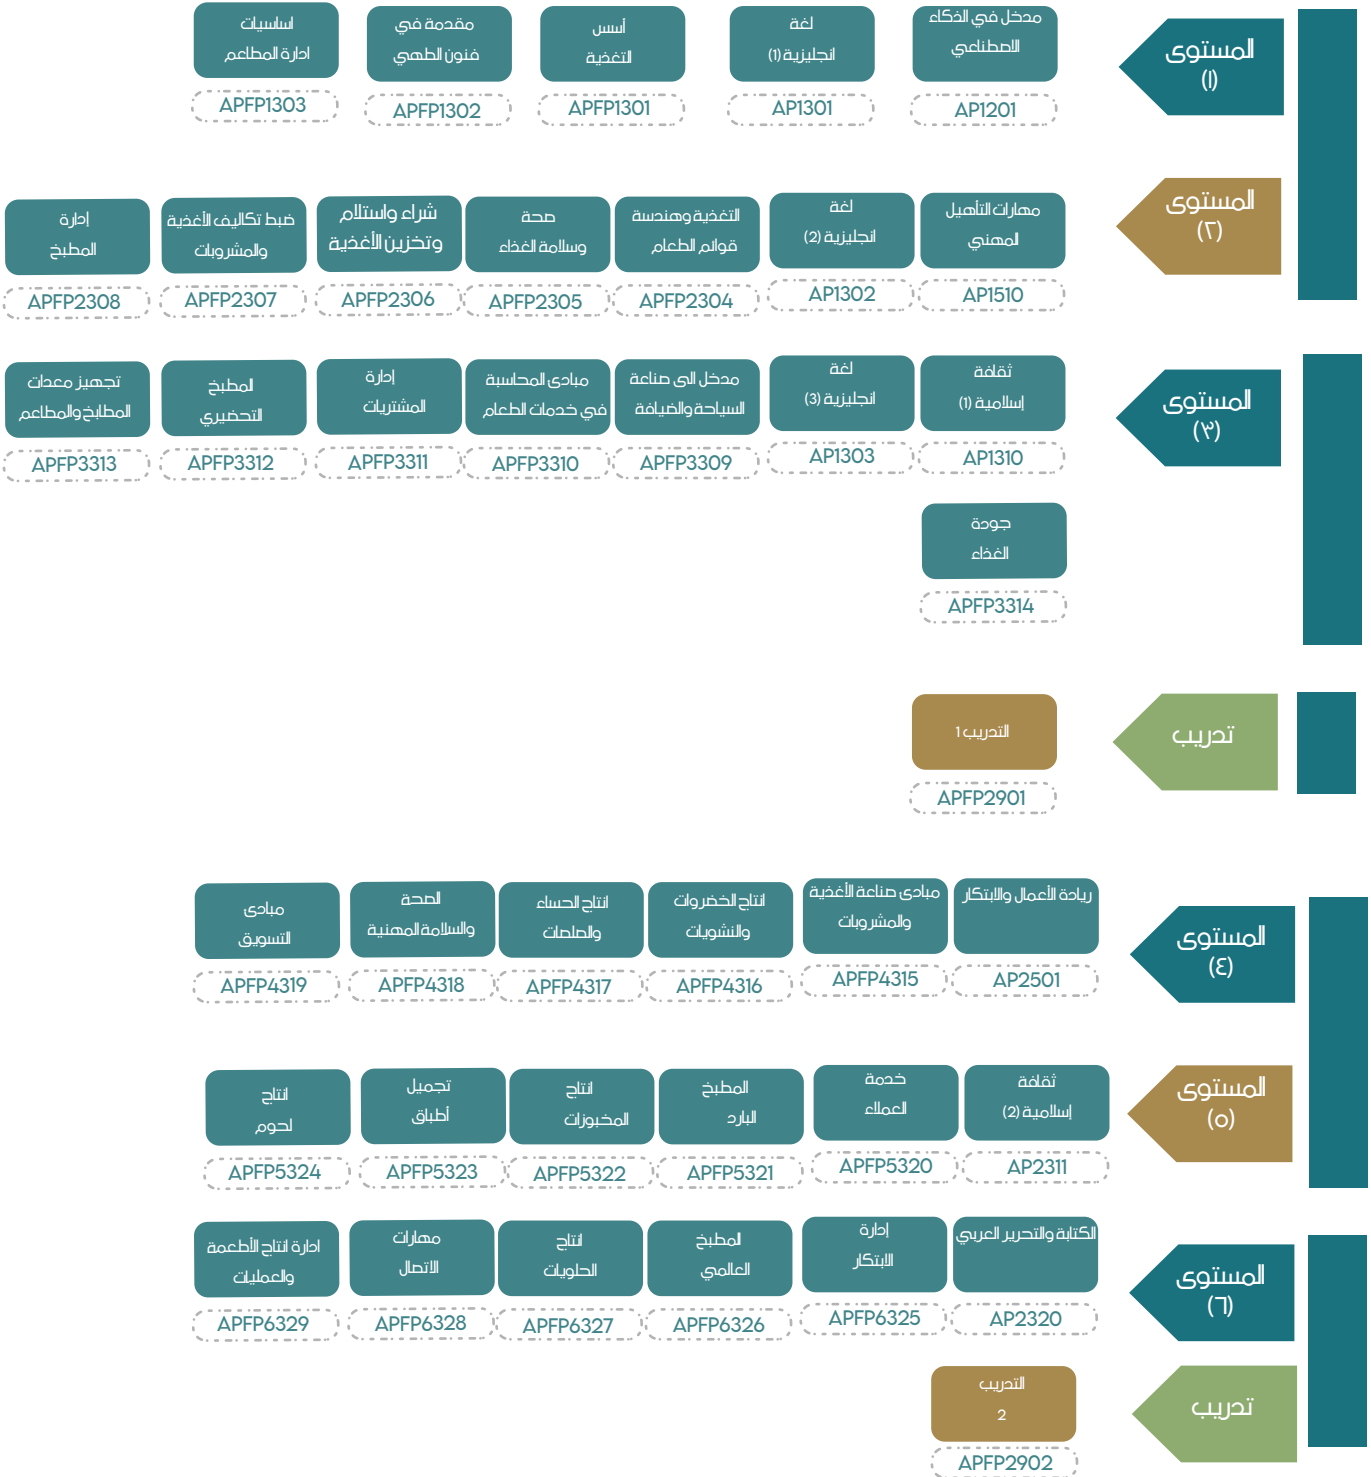 المستوى
(١)
مدخل في الذكاء
الاصطناعي
AP1201
لغة
انجليزية (1)
AP1301
أسس
التغذية
APFP1301
مقدمة في
فنون الطهي
APFP1302
اساسيات
ادارة المطاعم
APFP1303
المستوى
(٢)
مهارات التأهيل
المهني
AP1510
لغة
انجليزية (2)
AP1302
التغذية وهندسة
قوائم الطعام
APFP2304
صحة
وسلامة الغذاء
APFP2305
شراء واستلام
وتخزين الأغذية
APFP2306
ضبط تكاليف الأغذية
والمشروبات
APFP2307
إدارة
المطبخ
APFP2308
المستوى
(٣)
ثقافة
إسلامية (1)
AP1310
لغة
انجليزية (3)
AP1303
مدخل الى صناعة
السياحة والضيافة
APFP3309
مبادئ المحاسبة
في خدمات الطعام
APFP3310
إدارة
المشتريات
APFP3311
المطبخ
التحضيري
APFP3312
تجهيز معدات
المطابخ والمطاعم
APFP3313
جودة
الغذاء
APFP3314
تدريب
التدريب 1
APFP2901
المستوى
(٤)
ريادة الأعمال والابتكار
AP2501
مبادئ صناعة الأغذية
والمشروبات
APFP4315
انتاج الخضروات
والنشويات
APFP4316
انتاج الحساء
والصلصات
APFP4317
الصحة
والسلامة المهنية
APFP4318
مبادئ
التسويق
APFP4319
المستوى
(٥)
ثقافة
إسلامية (2)
AP2311
خدمة
العملاء
APFP5320
المطبخ
البارد
APFP5321
انتاج
المخبوزات
APFP5322
تجميل
أطباق
APFP5323
انتاج
لحوم
APFP5324
المستوى
(٦)
الكتابة والتحرير العربي
AP2320
إدارة
الابتكار
APFP6325
المطبخ
العالمي
APFP6326
انتاج
الحلويات
APFP6327
مهارات
الاتصال
APFP6328
ادارة انتاج الأطعمة
والعمليات
APFP6329
تدريب
التدريب
2
APFP2902